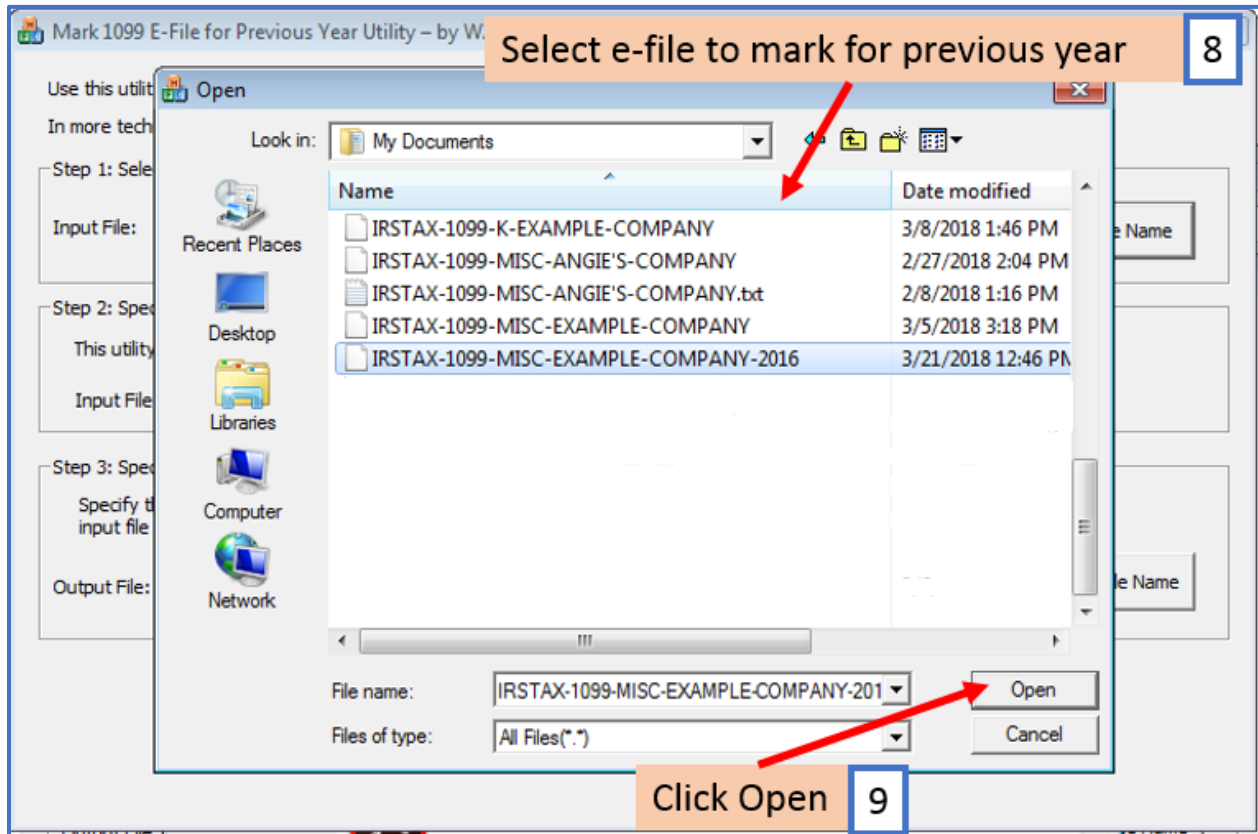 Mark 1099 E-File for Previous Year Utility – by W
Select e-file to mark for previous year 8
Use this utilit
Open
In more tech
Look in: My Documents
Step 1: Sele
Name Date modified
Input File:
Recent Places
IRSTAX-1099-K-EXAMPLE-COMPANY 3/8/2018 1:46 PM
e Name
IRSTAX-1099-MISC-ANGIE'S-COMPANY 2/27/2018 2:04 PM
IRSTAX-1099-MISC-ANGIE'S-COMPANY.txt 2/8/2018 1:16 PM
Step 2: Spec
Desktop
IRSTAX-1099-MISC-EXAMPLE-COMPANY 3/5/2018 3:18 PM
This utility
IRSTAX-1099-MISC-EXAMPLE-COMPANY-2016 3/21/2018 12:46 PM
Input File
Libraries
Step 3: Spec
Specify th
input file
Computer
Output File:
Network
le Name
File name: IRSTAX-1099-MISC-EXAMPLE-COMPANY-201 Open
Files of type: All Files(*.*) Cancel
Click Open 9